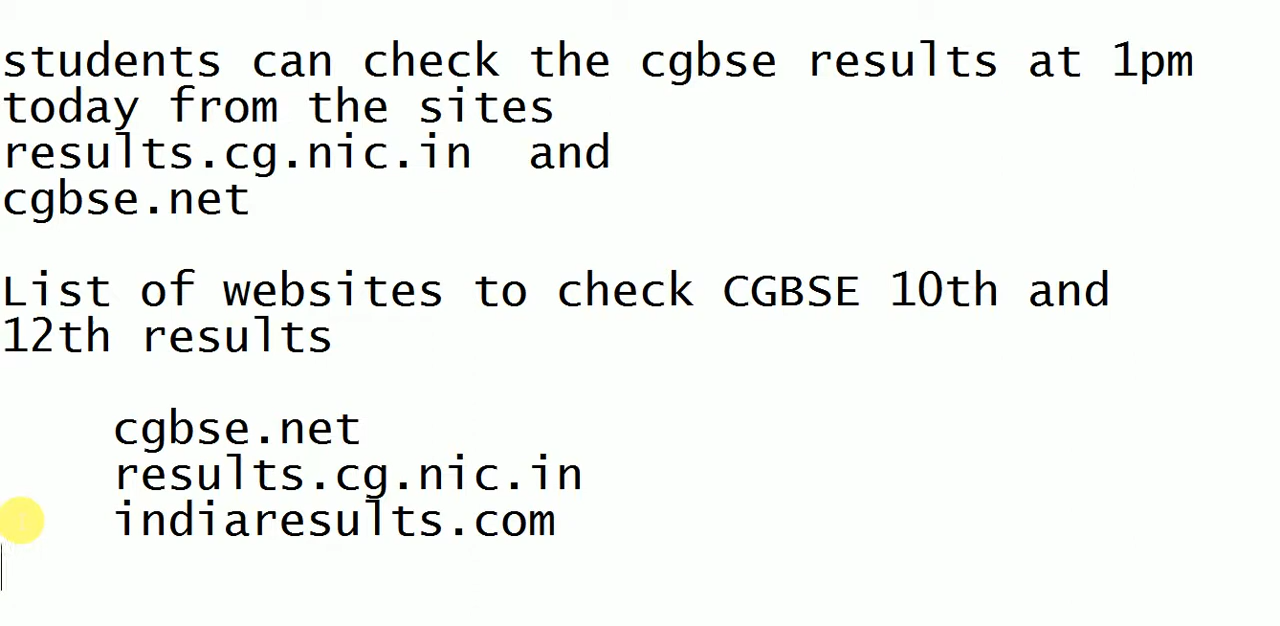 students can check the cgbse results at 1pm
today from the sites
results.cg.nic.in  and
cgbse.net
List of websites to check CGBSE 10th and
12th results
cgbse.net
results.cg.nic.in
indiaresults.com